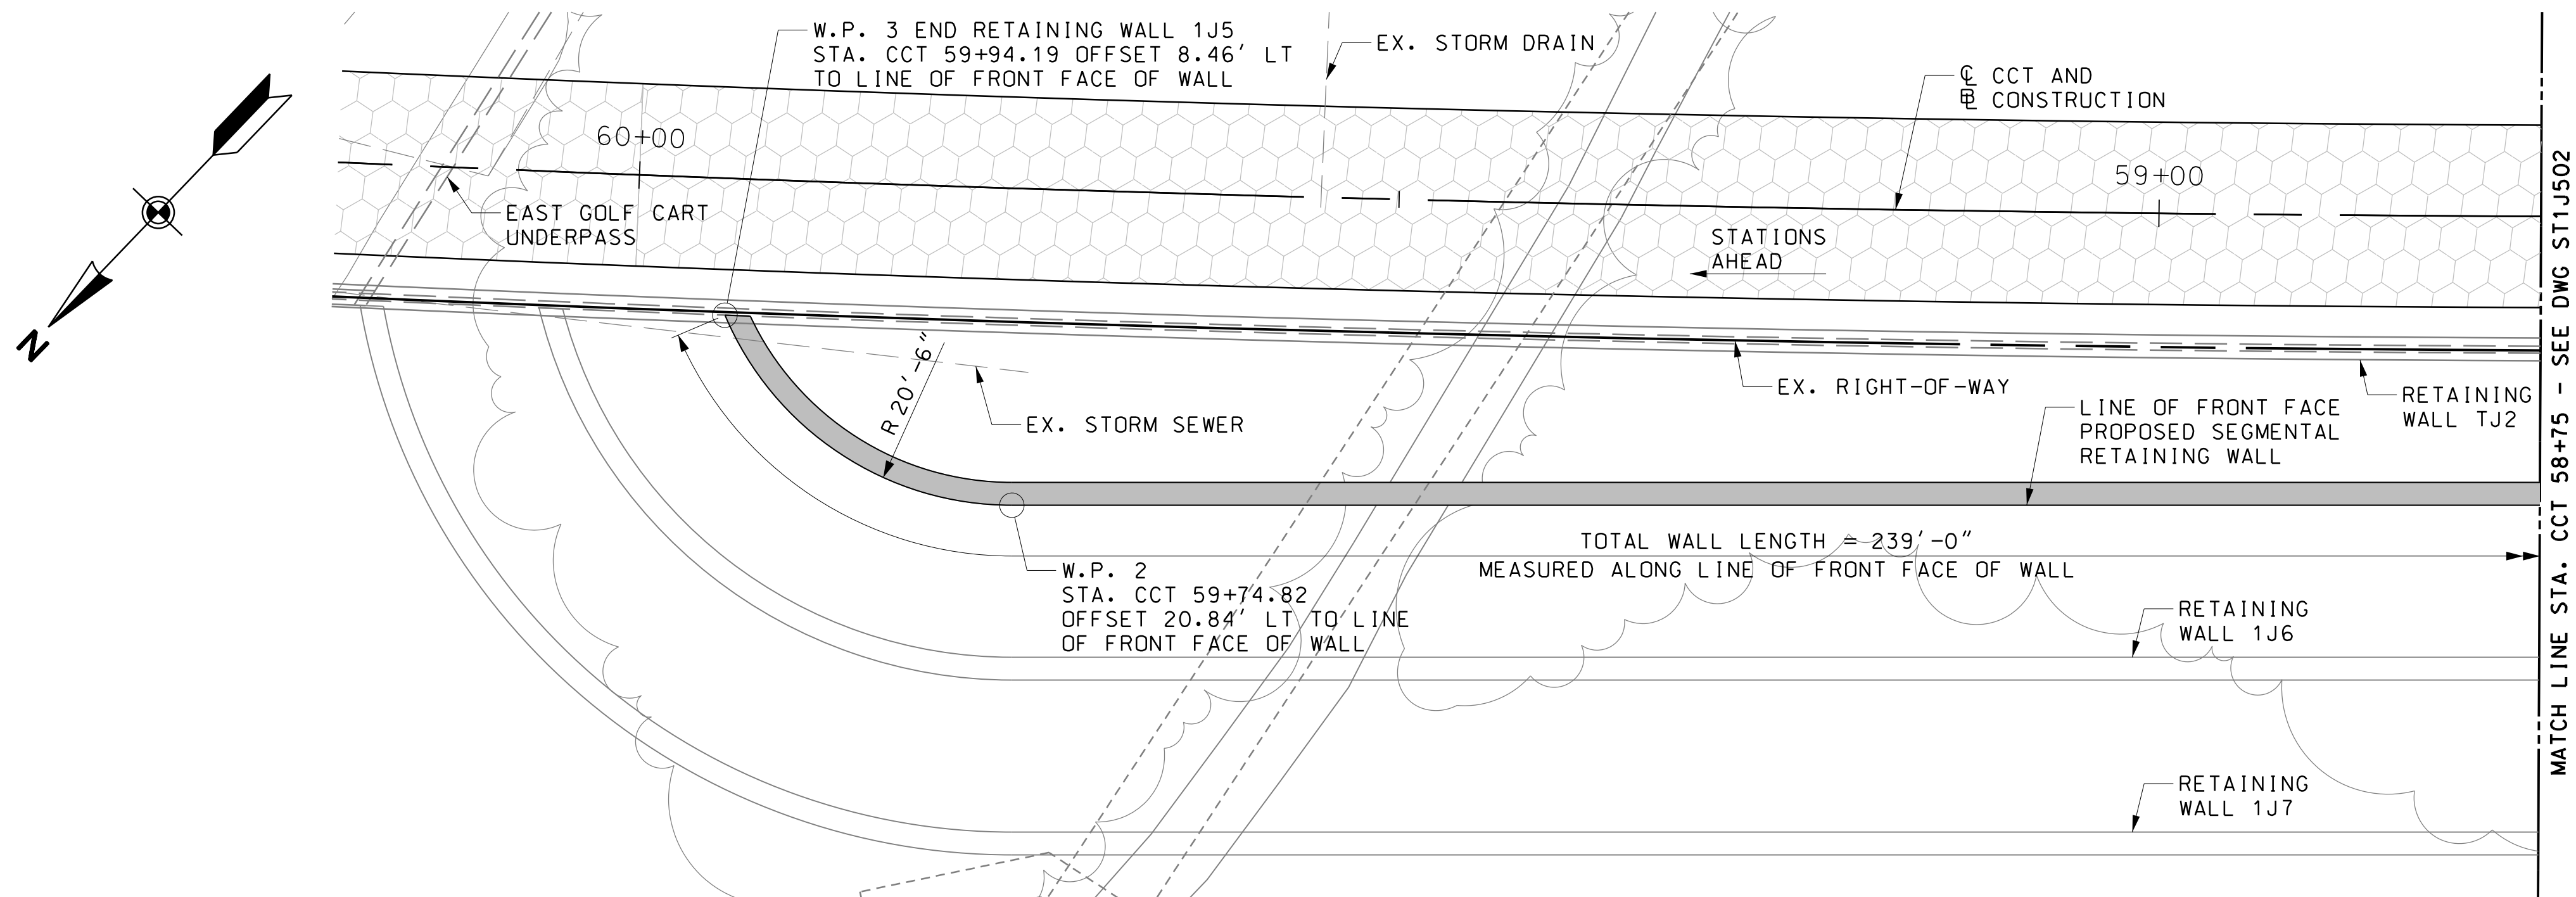 W.P. 3 END RETAINING WALL 1J5
STA. CCT 59+94.19 OFFSET 8.46' LT
TO LINE OF FRONT FACE OF WALL
EX. STORM DRAIN
℄ CCT AND
BL CONSTRUCTION
60+00
59+00
EAST GOLF CART
UNDERPASS
STATIONS
AHEAD
N
R 20'-6"
EX. STORM SEWER
EX. RIGHT-OF-WAY
RETAINING
WALL TJ2
LINE OF FRONT FACE
PROPOSED SEGMENTAL
RETAINING WALL
TOTAL WALL LENGTH = 239'-0"
MEASURED ALONG LINE OF FRONT FACE OF WALL
W.P. 2
STA. CCT 59+74.82
OFFSET 20.84' LT TO LINE
OF FRONT FACE OF WALL
RETAINING
WALL 1J6
RETAINING
WALL 1J7
MATCH LINE STA. CCT 58+75 - SEE DWG ST1J502